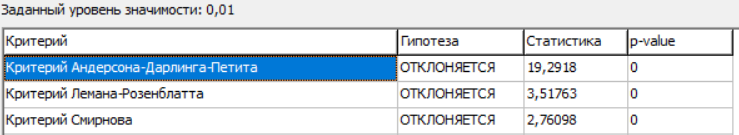 Заданный уровень значимости: 0,01
Критерий Гипотеза Статистика p-value
Критерий Андерсона-Дарлинга-Петита ОТКЛОНЯЕТСЯ 19,2918 0
Критерий Лемана-Розенблатта ОТКЛОНЯЕТСЯ 3,51763 0
Критерий Смирнова ОТКЛОНЯЕТСЯ 2,76098 0